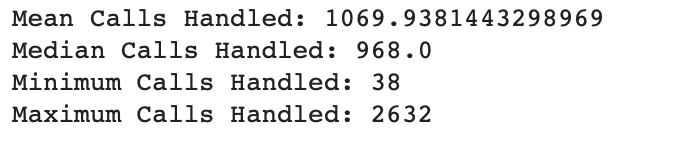 Mean Calls Handled: 1069.9381443298969
Median Calls Handled: 968.0
Minimum Calls Handled: 38
Maximum Calls Handled: 2632